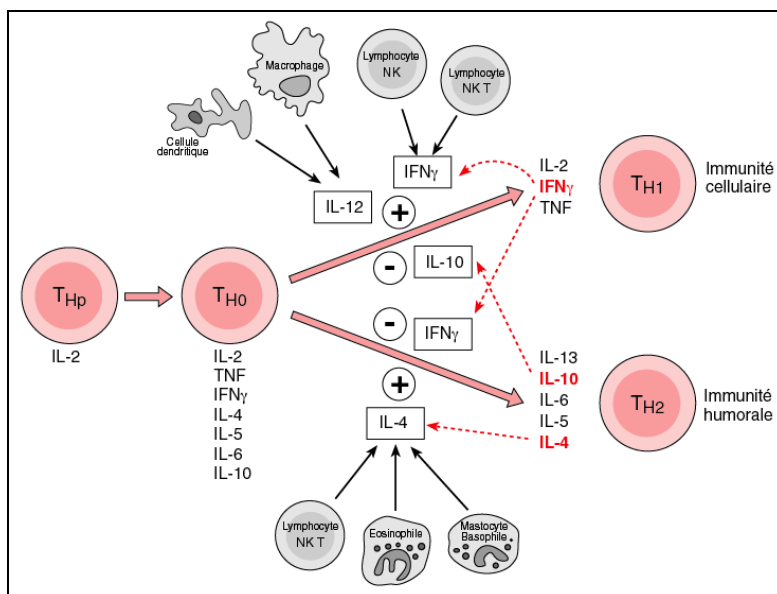 Macrophage
Lymphocyte
NK
Lymphocyte
NK T
Cellule
dendritique
IL-12
IFNγ
+
IL-2
IFNγ
TNF
TH1
Immunité
cellulaire
-
IL-10
THp
IL-2
TH0
IL-2
TNF
IFNγ
IL-4
IL-5
IL-6
IL-10
-
IFNγ
+
IL-4
IL-13
IL-10
IL-6
IL-5
IL-4
TH2
Immunité
humorale
Lymphocyte
NK T
Eosinophile
Mastocyte
Basophile